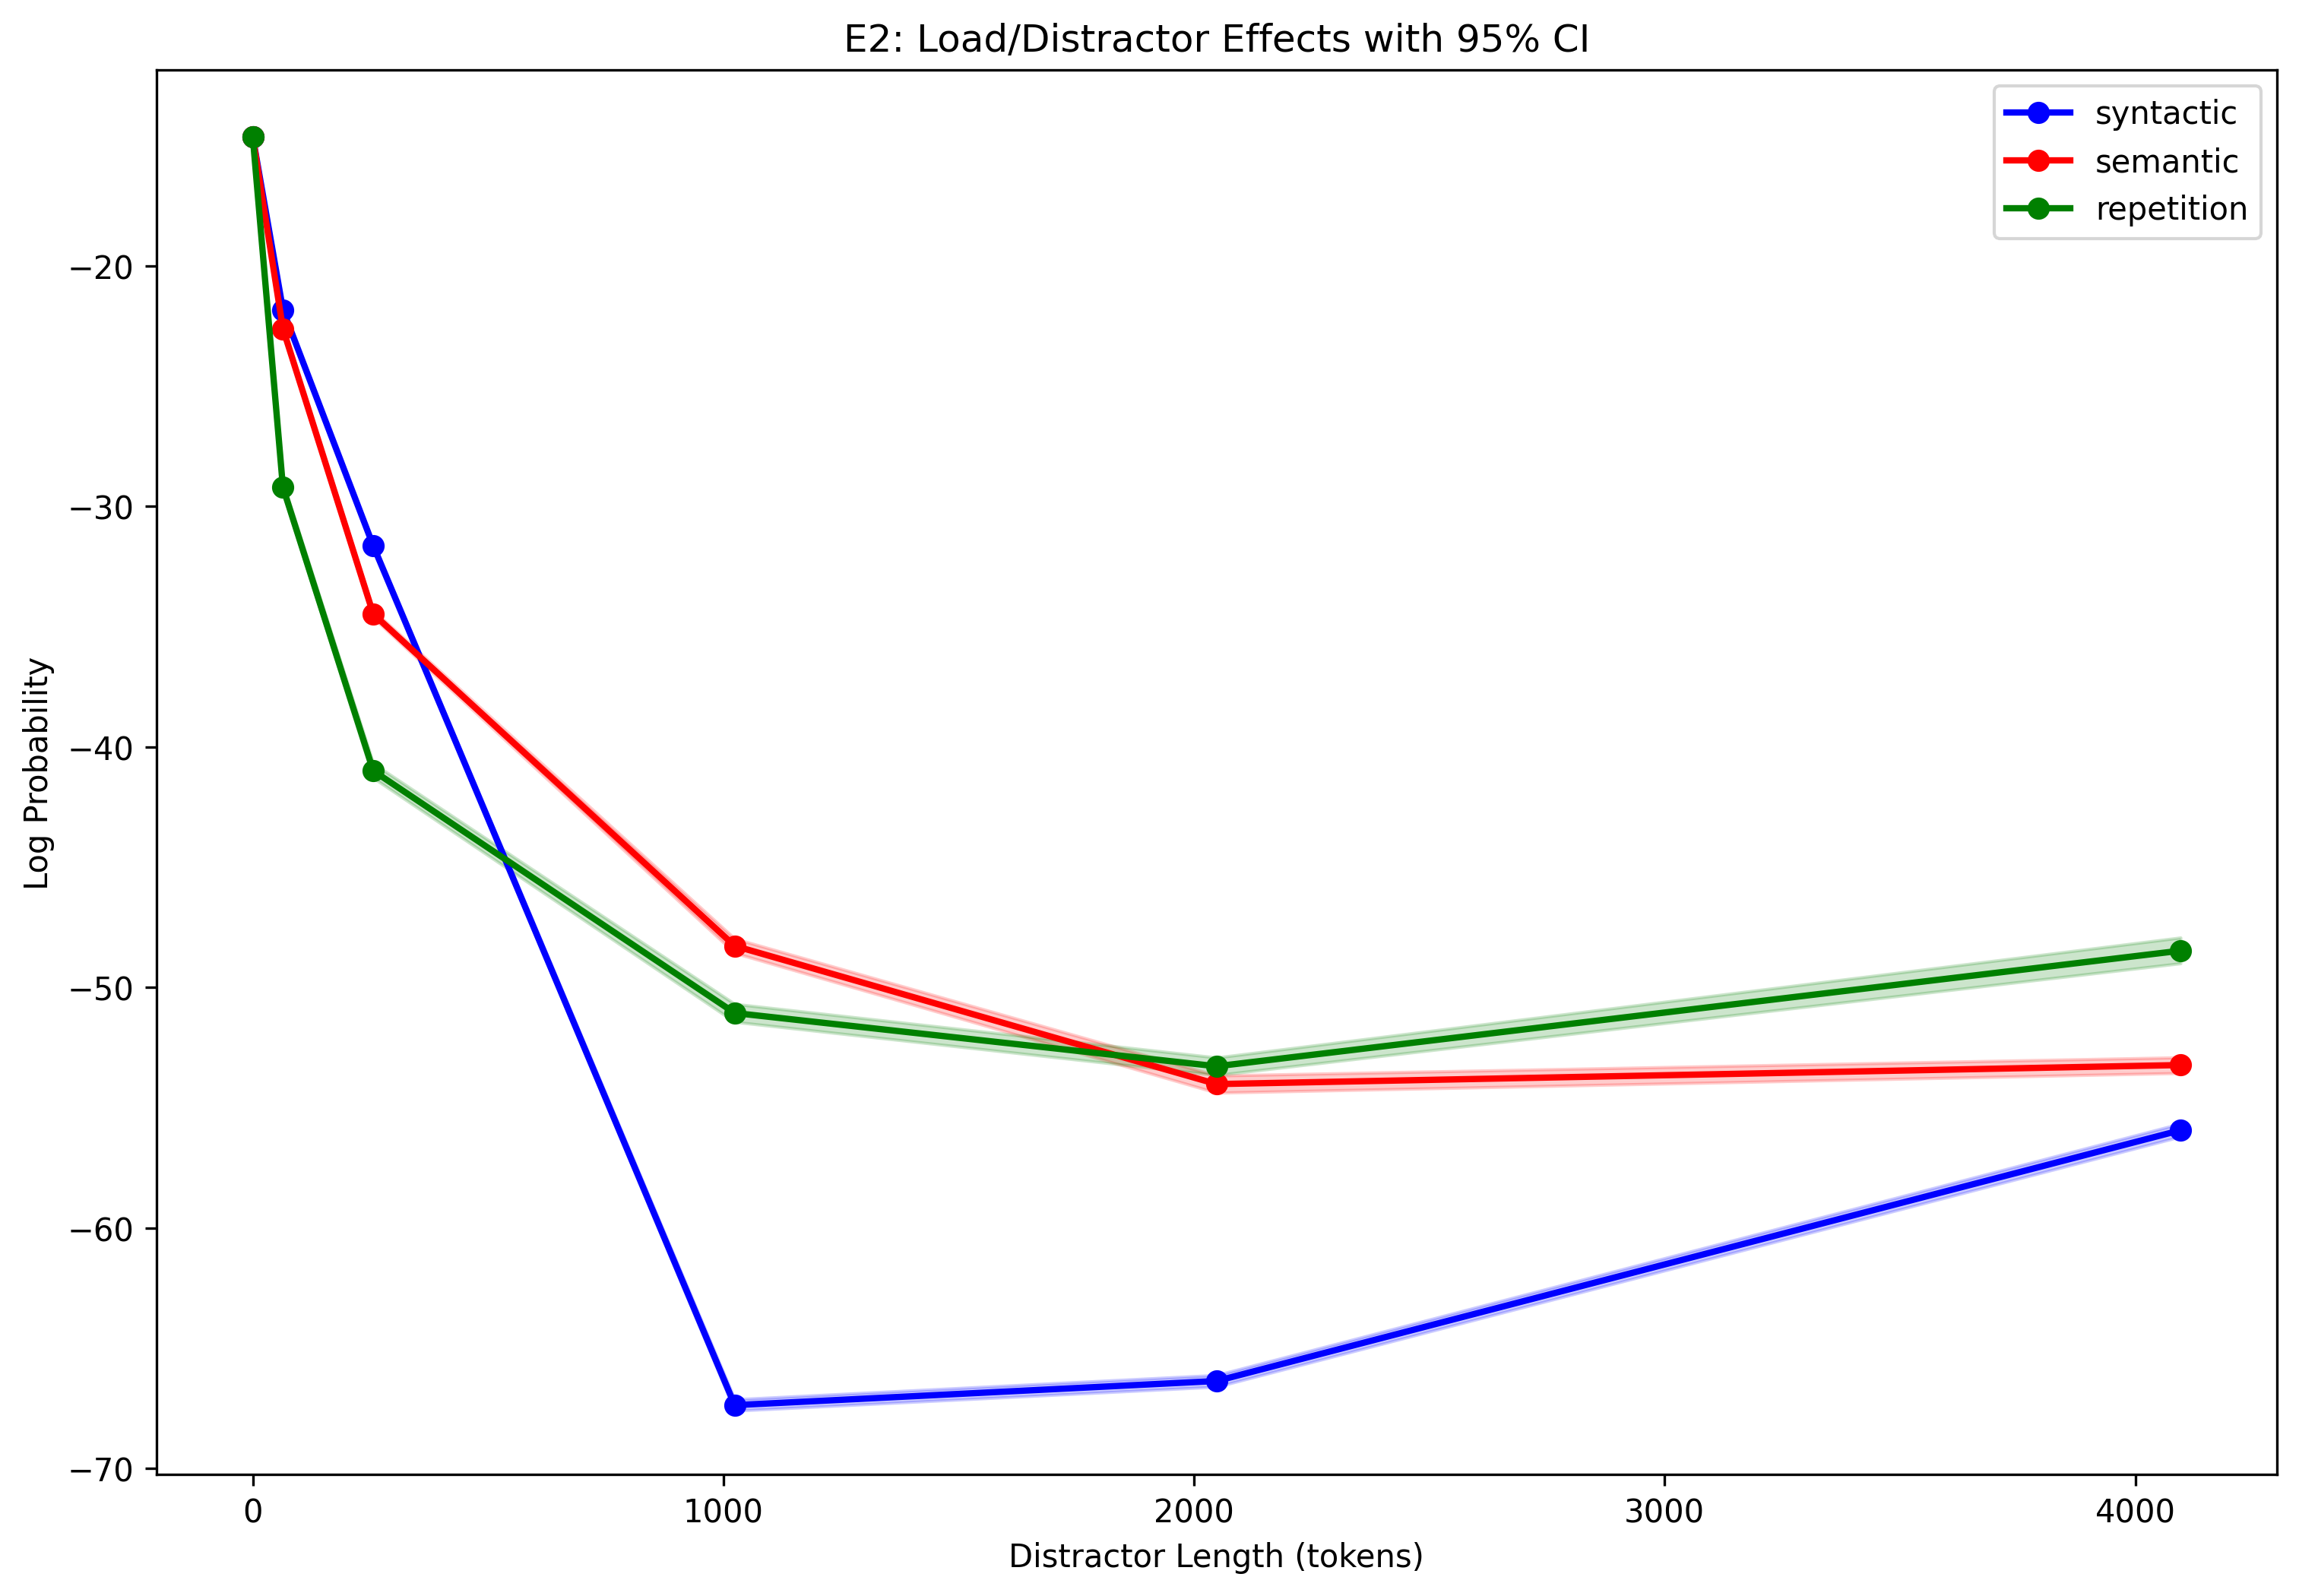 E2: Load/Distractor Effects with 95% CI
syntactic
semantic
repetition
−20
−30
−40
−50
−60
−70
Log Probability
0 1000 2000 3000 4000
Distractor Length (tokens)